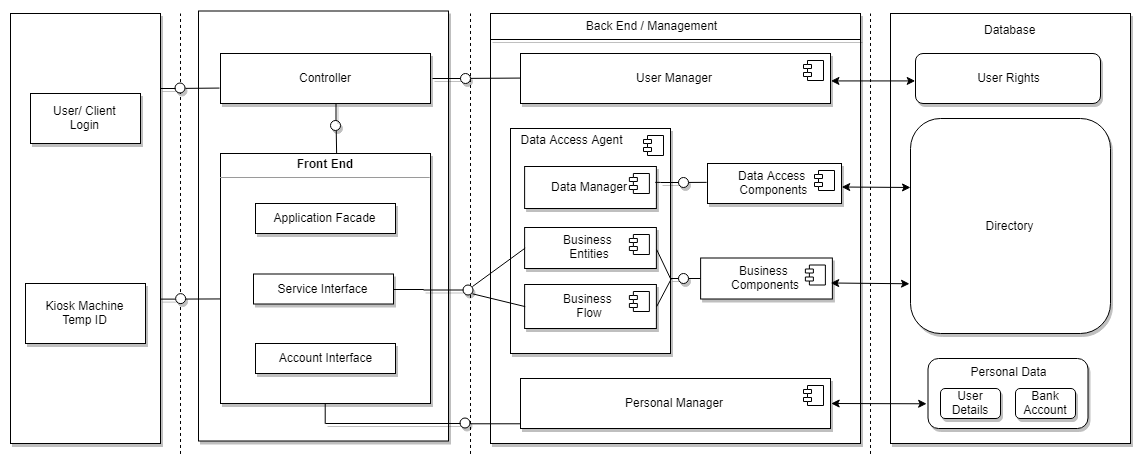 User/ Client
Login
Kiosk Machine
Temp ID
Controller
Front End
Application Facade
Service Interface
Account Interface
Back End / Management
User Manager
Data Access Agent
Data Manager
Data Access
Components
Business
Entities
Business
Flow
Business
Components
Personal Manager
Database
User Rights
Directory
Personal Data
User
Details
Bank
Account